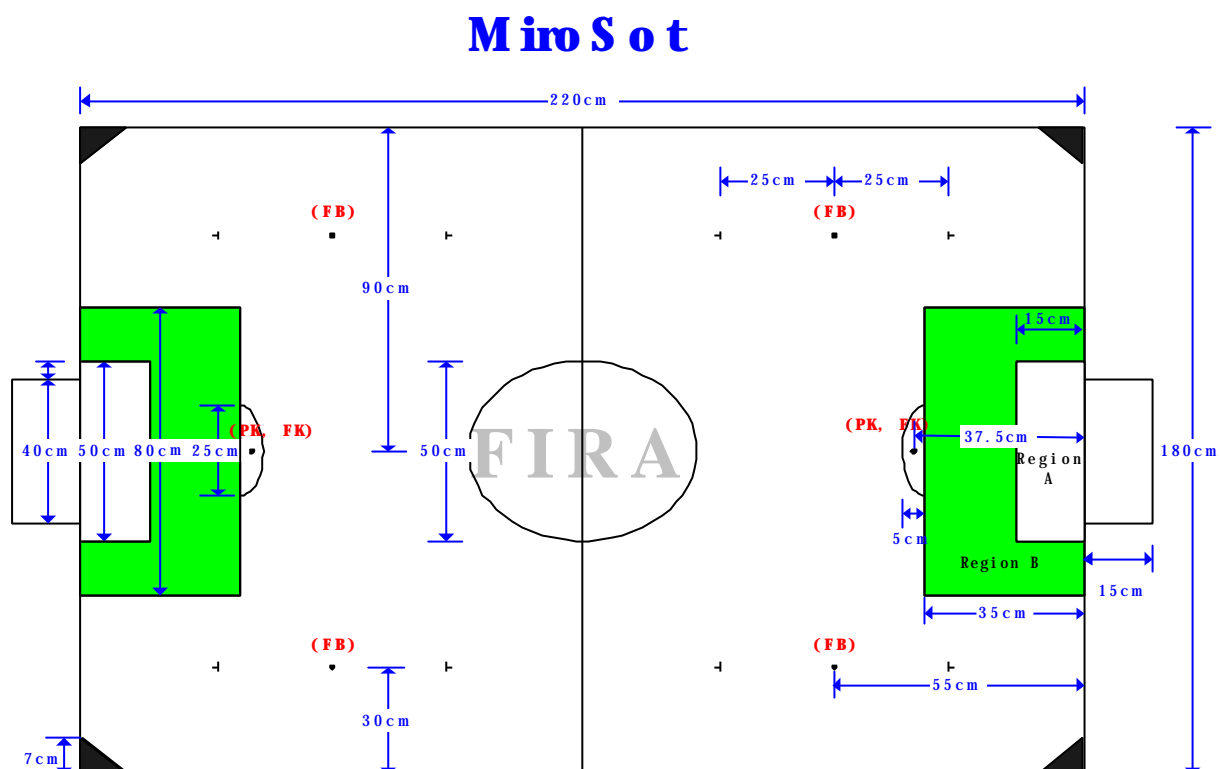 MiroSot
220cm
25cm 25cm
(FB) (FB)
90cm
15cm
(PK, FK) (PK, FK)
37.5cm
40cm 50cm 80cm 25cm 50cm FIRA Region 180cm
A
5cm
Region B
15cm
35cm
(FB) (FB)
55cm
30cm
7cm